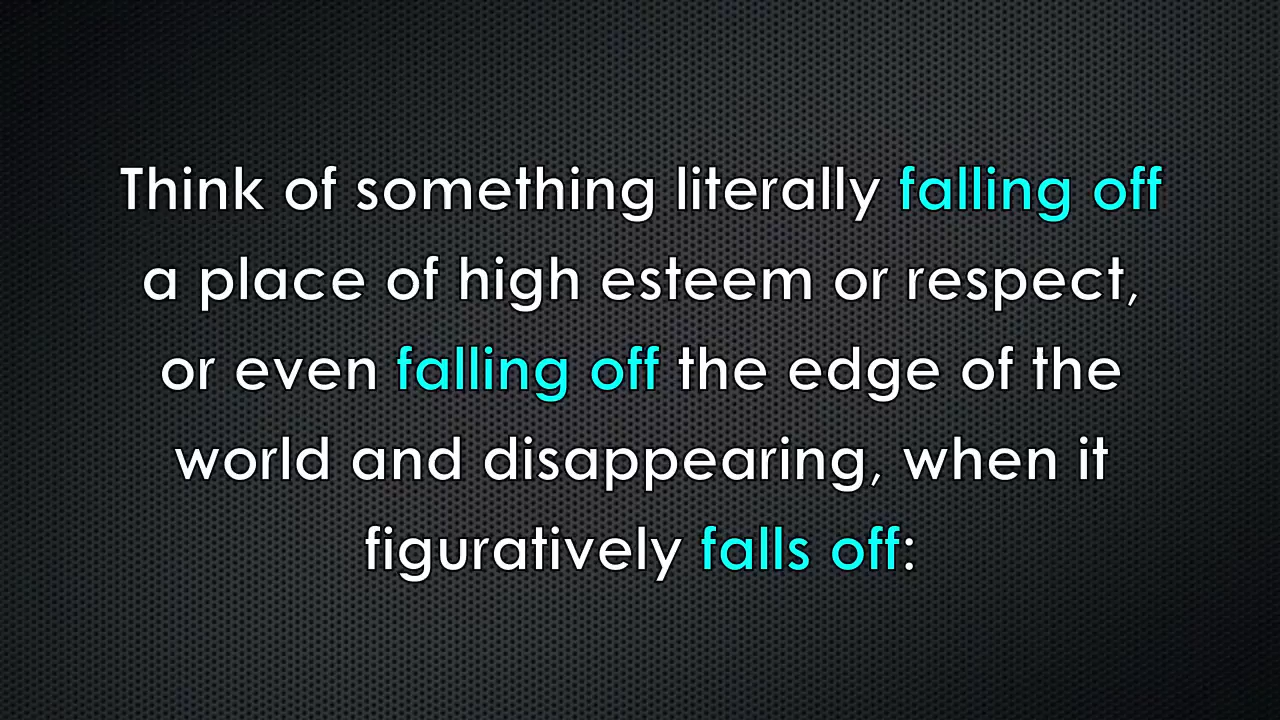 Think of something literally falling off
a place of high esteem or respect,
or even falling off the edge of the
world and disappearing, when it
figuratively falls off: